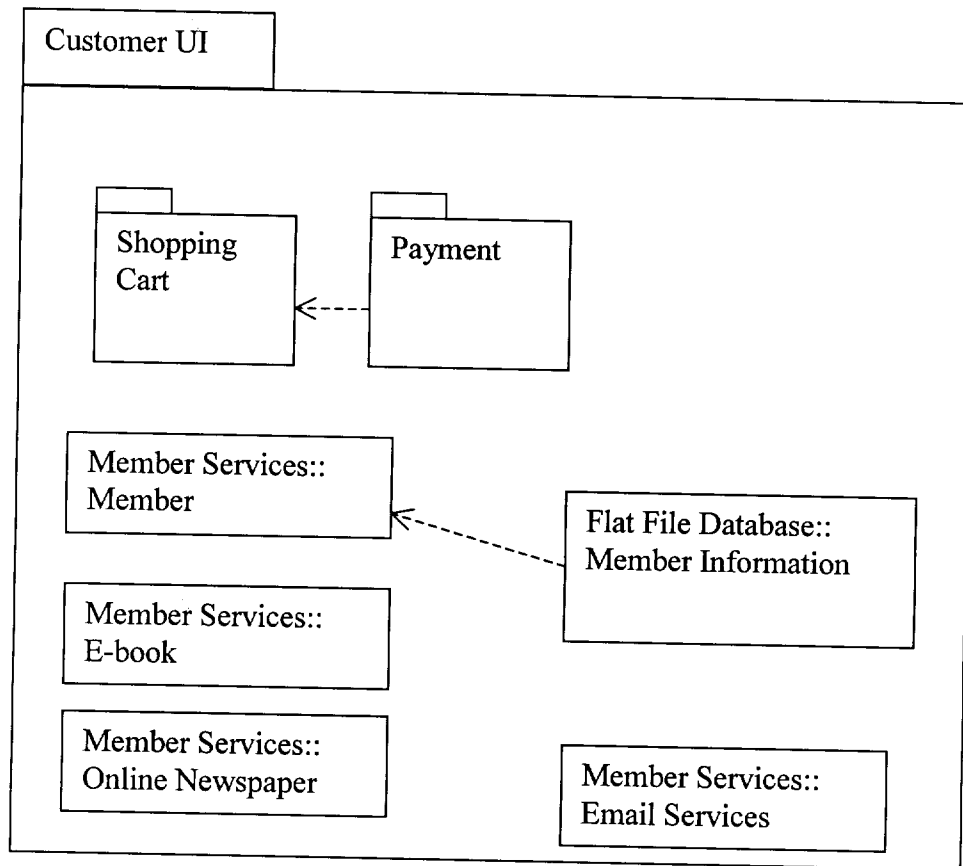 Customer UI
Shopping
Cart
Payment
Member Services::
Member
Flat File Database::
Member Information
Member Services::
E-book
Member Services::
Online Newspaper
Member Services::
Email Services